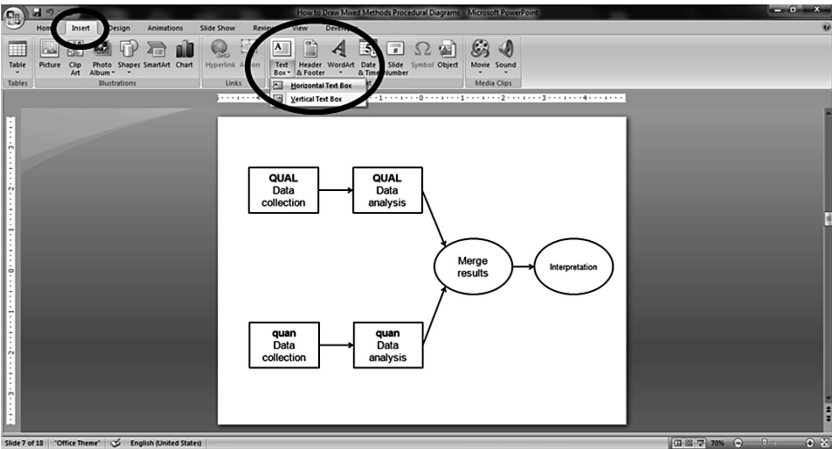 How to Draw Mixed Methods Procedural Diagrams - Microsoft PowerPoint
Insert Design Animations Slide Show View
Table Picture Clip Art Photo Album Shapes SmartArt Chart Hyperlink Text Box Header & Footer WordArt Date & Time Slide Number Symbol Object Movie Sound
Tables Illustrations Links Media Clips
Horizontal Text Box
Vertical Text Box
QUAL
Data
collection
QUAL
Data
analysis
Merge
results
Interpretation
quan
Data
collection
quan
Data
analysis
Slide 7 of 18 "Office Theme" English (United States) 70%